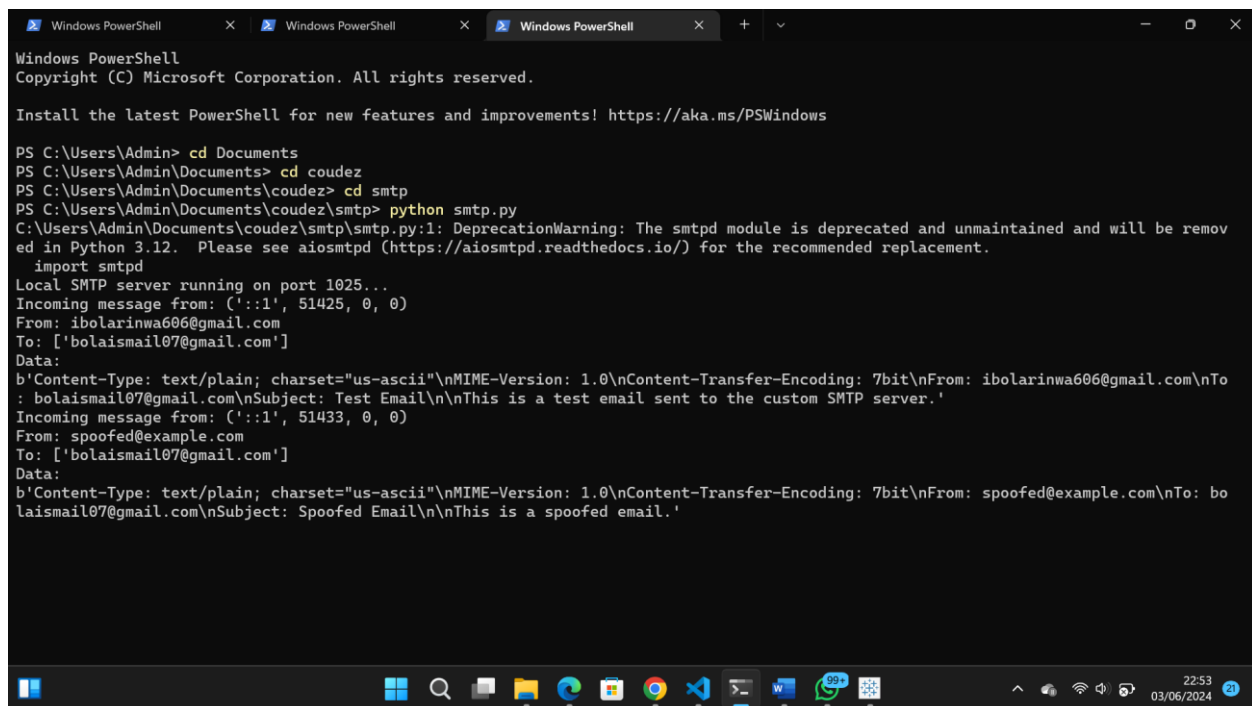 Windows PowerShell
Windows PowerShell
Windows PowerShell
Windows PowerShell
Copyright (C) Microsoft Corporation. All rights reserved.
Install the latest PowerShell for new features and improvements! https://aka.ms/PSWindows
PS C:\Users\Admin> cd Documents
PS C:\Users\Admin\Documents> cd coudez
PS C:\Users\Admin\Documents\coudez> cd smtp
PS C:\Users\Admin\Documents\coudez\smtp> python smtp.py
C:\Users\Admin\Documents\coudez\smtp\smtp.py:1: DeprecationWarning: The smtpd module is deprecated and unmaintained and will be remov
ed in Python 3.12.  Please see aiosmtpd (https://aiosmtpd.readthedocs.io/) for the recommended replacement.
  import smtpd
Local SMTP server running on port 1025...
Incoming message from: ('::1', 51425, 0, 0)
From: ibolarinwa606@gmail.com
To: ['bolaismail07@gmail.com']
Data:
b'Content-Type: text/plain; charset="us-ascii"\nMIME-Version: 1.0\nContent-Transfer-Encoding: 7bit\nFrom: ibolarinwa606@gmail.com\nTo
: bolaismail07@gmail.com\nSubject: Test Email\n\nThis is a test email sent to the custom SMTP server.'
Incoming message from: ('::1', 51433, 0, 0)
From: spoofed@example.com
To: ['bolaismail07@gmail.com']
Data:
b'Content-Type: text/plain; charset="us-ascii"\nMIME-Version: 1.0\nContent-Transfer-Encoding: 7bit\nFrom: spoofed@example.com\nTo: bo
laismail07@gmail.com\nSubject: Spoofed Email\n\nThis is a spoofed email.'
99+
22:53
03/06/2024
21